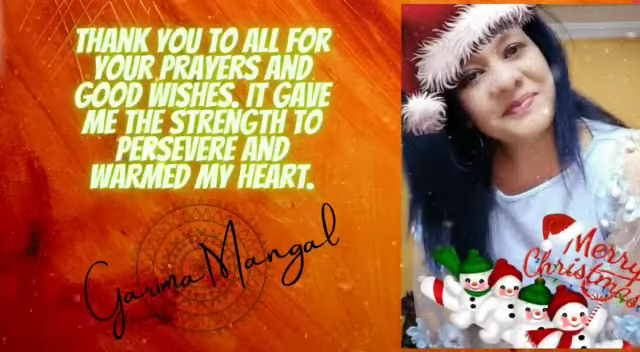 THANK YOU TO ALL FOR
YOUR PRAYERS AND
GOOD WISHES. IT GAVE
ME THE STRENGTH TO
PERSEVERE AND
WARMED MY HEART.
Garima Mangal
Merry
Christmas